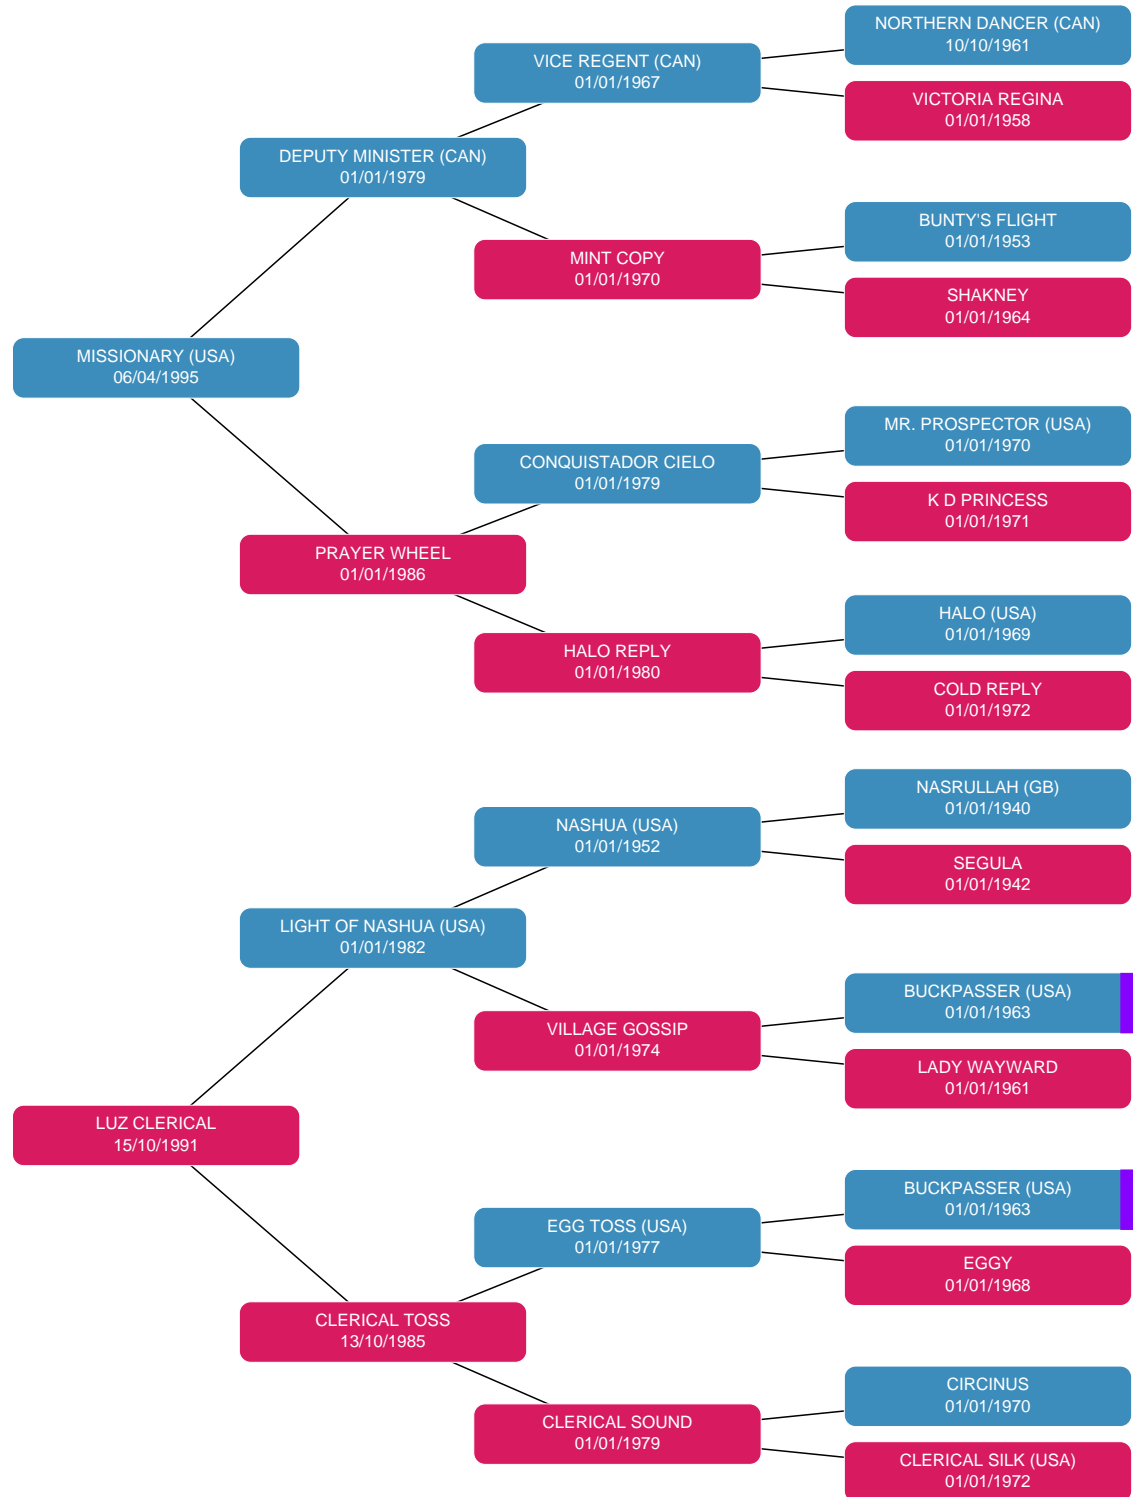 NORTHERN DANCER (CAN)
10/10/1961
VICE REGENT (CAN)
01/01/1967
VICTORIA REGINA
01/01/1958
DEPUTY MINISTER (CAN)
01/01/1979
BUNTY'S FLIGHT
01/01/1953
MINT COPY
01/01/1970
SHAKNEY
01/01/1964
MISSIONARY (USA)
06/04/1995
MR. PROSPECTOR (USA)
01/01/1970
CONQUISTADOR CIELO
01/01/1979
K D PRINCESS
01/01/1971
PRAYER WHEEL
01/01/1986
HALO (USA)
01/01/1969
HALO REPLY
01/01/1980
COLD REPLY
01/01/1972
NASRULLAH (GB)
01/01/1940
NASHUA (USA)
01/01/1952
SEGULA
01/01/1942
LIGHT OF NASHUA (USA)
01/01/1982
BUCKPASSER (USA)
01/01/1963
VILLAGE GOSSIP
01/01/1974
LADY WAYWARD
01/01/1961
LUZ CLERICAL
15/10/1991
BUCKPASSER (USA)
01/01/1963
EGG TOSS (USA)
01/01/1977
EGGY
01/01/1968
CLERICAL TOSS
13/10/1985
CIRCINUS
01/01/1970
CLERICAL SOUND
01/01/1979
CLERICAL SILK (USA)
01/01/1972